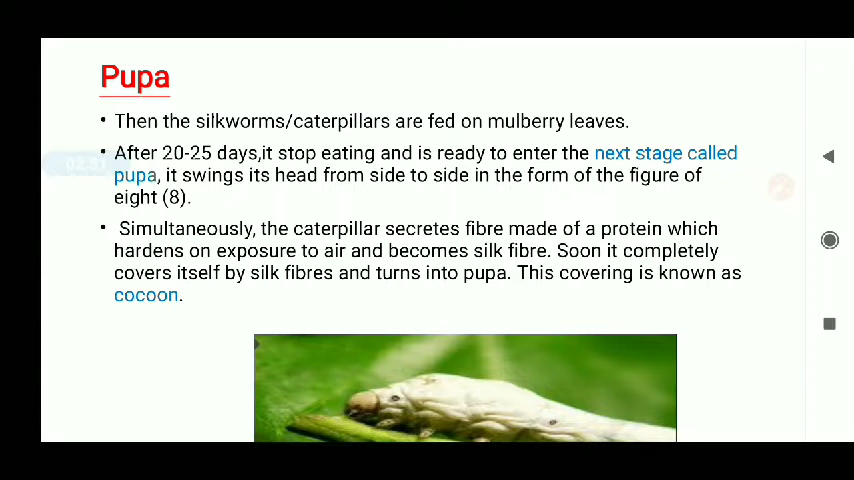 Pupa
• Then the silkworms/caterpillars are fed on mulberry leaves.
• After 20-25 days,it stop eating and is ready to enter the next stage called
pupa, it swings its head from side to side in the form of the figure of
eight (8).
• Simultaneously, the caterpillar secretes fibre made of a protein which
hardens on exposure to air and becomes silk fibre. Soon it completely
covers itself by silk fibres and turns into pupa. This covering is known as
cocoon.